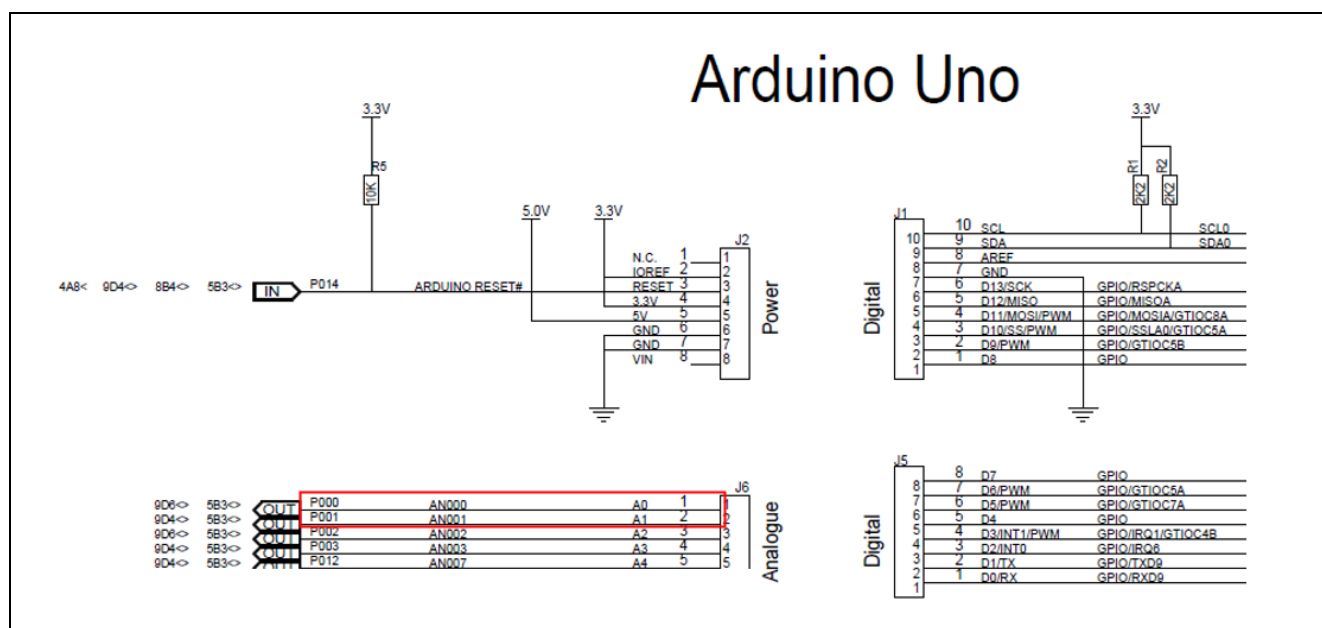 Arduino Uno
3.3V
R5
10K
5.0V 3.3V
J2
N.C. 1 1
IOREF 2 2
4A8< 9D4<> 8B4<> 5B3<> IN P014 ARDUINO RESET# RESET 3 3
3.3V 4 4
5V 5 5
GND 6 6
GND 7 7
VIN 8 8
Power
3.3V
R1 R2
2K2 2K2
J1
10 10 SCL SCL0
9 9 SDA SDA0
8 8 AREF
7 7 GND
6 6 D13/SCK GPIO/RSPCKA
5 5 D12/MISO GPIO/MISOA
4 4 D11/MOSI/PWM GPIO/MOSIA/GTIOC8A
3 3 D10/SS/PWM GPIO/SSLA0/GTIOC5A
2 2 D9/PWM GPIO/GTIOC5B
1 1 D8 GPIO
Digital
J6
9D6<> 5B3<> OUT P000 AN000 A0 1 1
9D4<> 5B3<> OUT P001 AN001 A1 2 2
9D6<> 5B3<> OUT P002 AN002 A2 3 3
9D4<> 5B3<> OUT P003 AN003 A3 4 4
9D4<> 5B3<> OUT P012 AN007 A4 5 5
Analogue
J5
8 8 D7 GPIO
7 7 D6/PWM GPIO/GTIOC5A
6 6 D5/PWM GPIO/GTIOC7A
5 5 D4 GPIO
4 4 D3/INT1/PWM GPIO/IRQ1/GTIOC4B
3 3 D2/INT0 GPIO/IRQ6
2 2 D1/TX GPIO/TXD9
1 1 D0/RX GPIO/RXD9
Digital